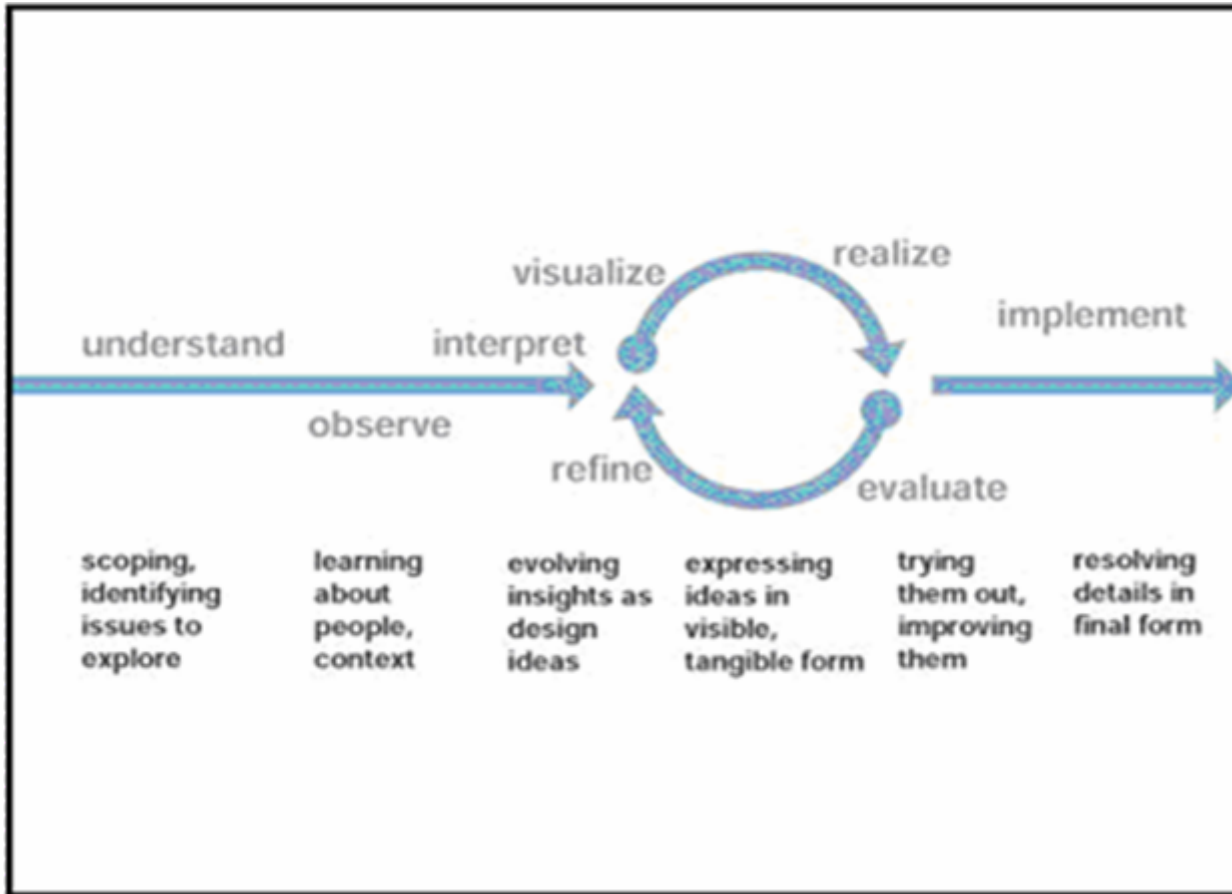 visualize
realize
understand
interpret
implement
observe
refine
evaluate
scoping,
identifying
issues to
explore
learning
about
people,
context
evolving
insights as
design
ideas
expressing
ideas in
visible,
tangible form
trying
them out,
improving
them
resolving
details in
final form